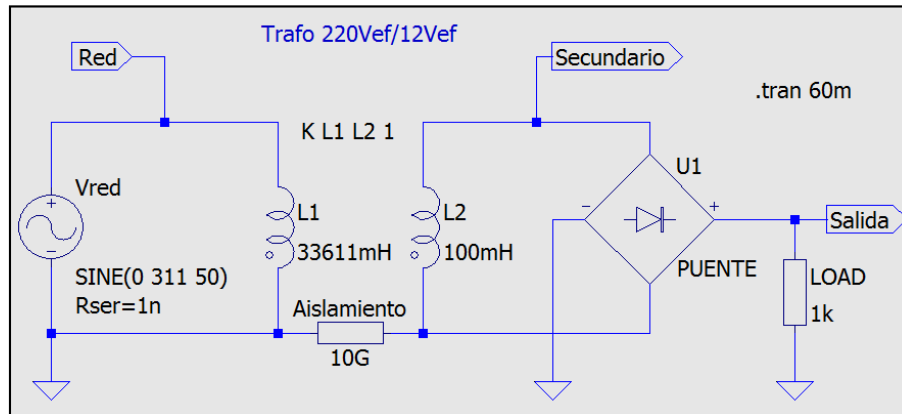 Trafo 220Vef/12Vef
Red
Secundario
.tran 60m
K L1 L2 1
U1
Vred
L1
L2
Salida
33611mH
100mH
PUENTE
LOAD
SINE(0 311 50)
1k
Rser=1n
Aislamiento
10G